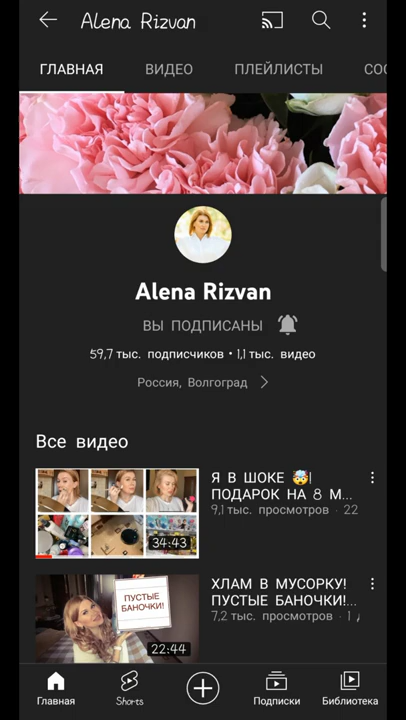 Alena Rizvan
ГЛАВНАЯ ВИДЕО ПЛЕЙЛИСТЫ СОО
Alena Rizvan
ВЫ ПОДПИСАНЫ
59,7 тыс. подписчиков • 1,1 тыс. видео
Россия, Волгоград
Все видео
Я В ШОКЕ 🤯!
ПОДАРОК НА 8 М...
9,1 тыс. просмотров · 22
34:43
ХЛАМ В МУСОРКУ!
ПУСТЫЕ БАНОЧКИ!...
7,2 тыс. просмотров · 1
ПУСТЫЕ
БАНОЧКИ!
22:44
Главная Shorts Подписки Библиотека